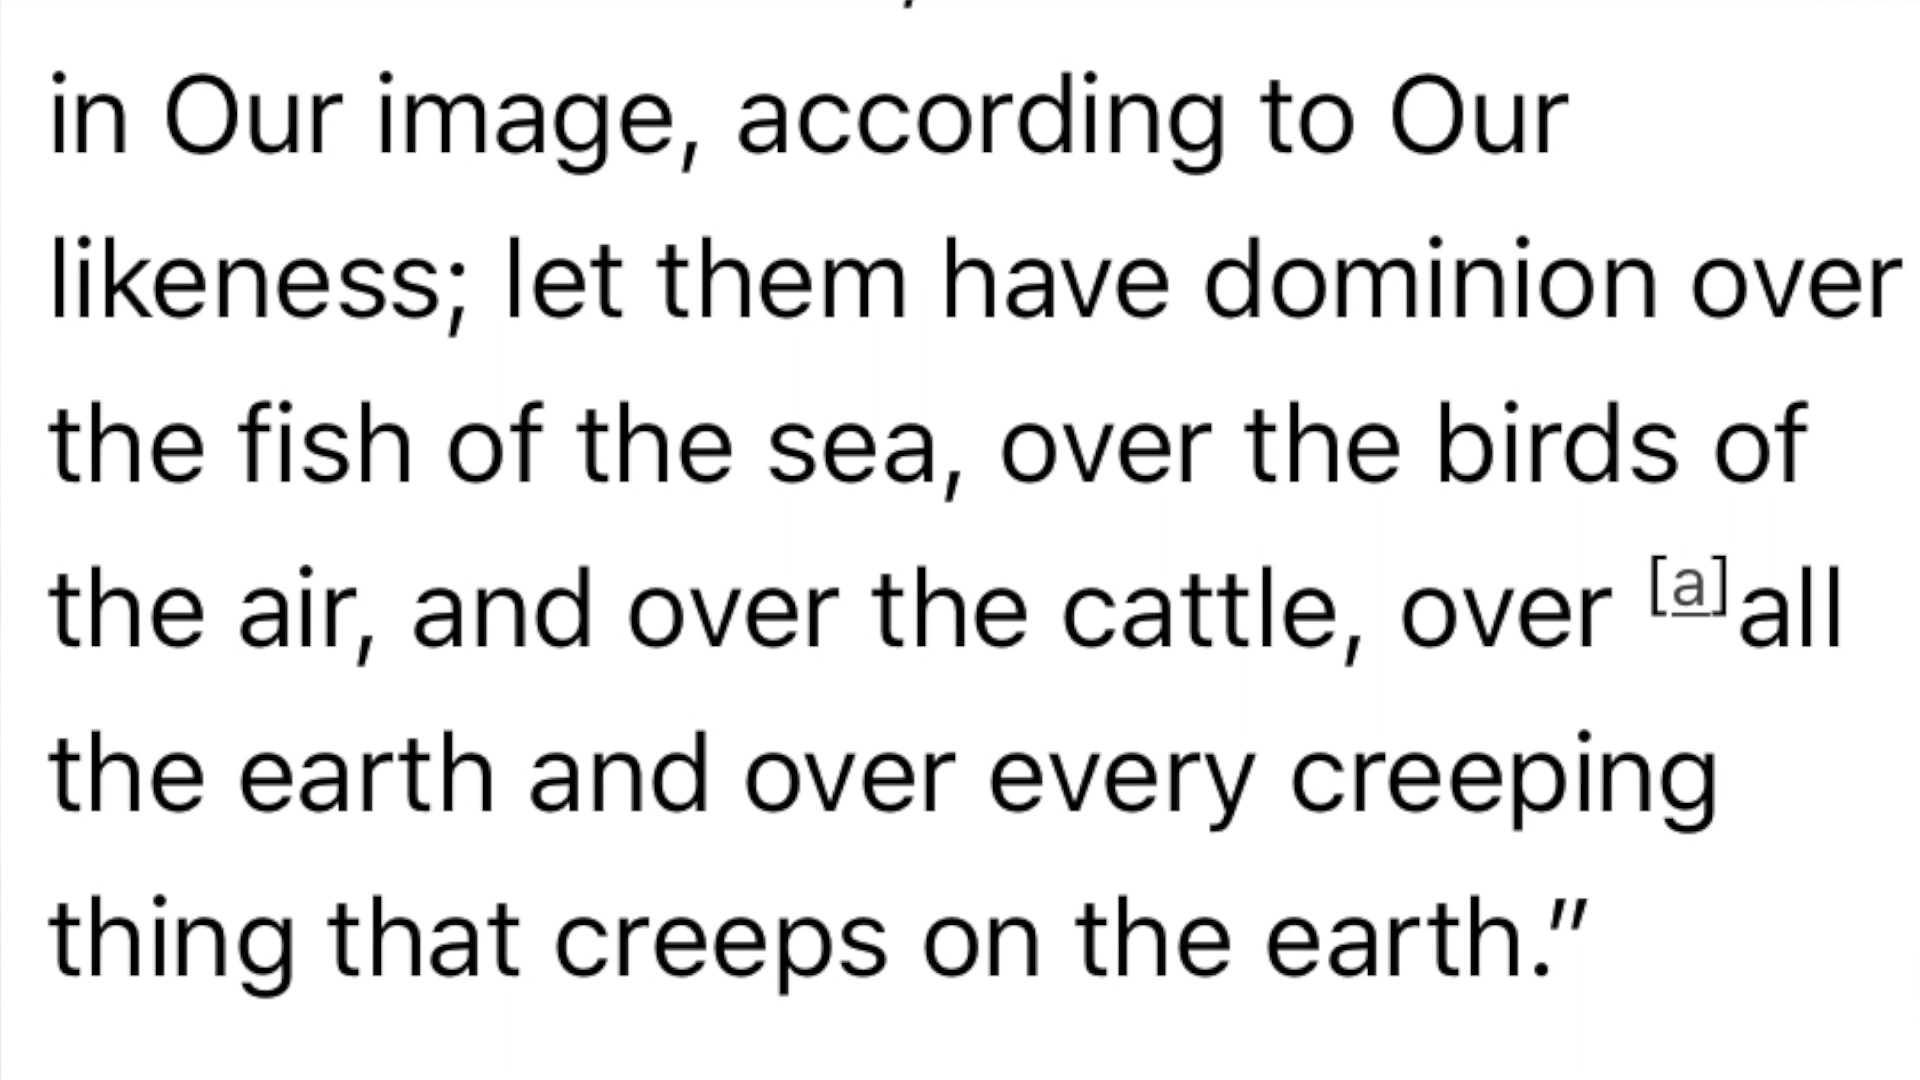 in Our image, according to Our
likeness; let them have dominion over
the fish of the sea, over the birds of
the air, and over the cattle, over [a]all
the earth and over every creeping
thing that creeps on the earth.”